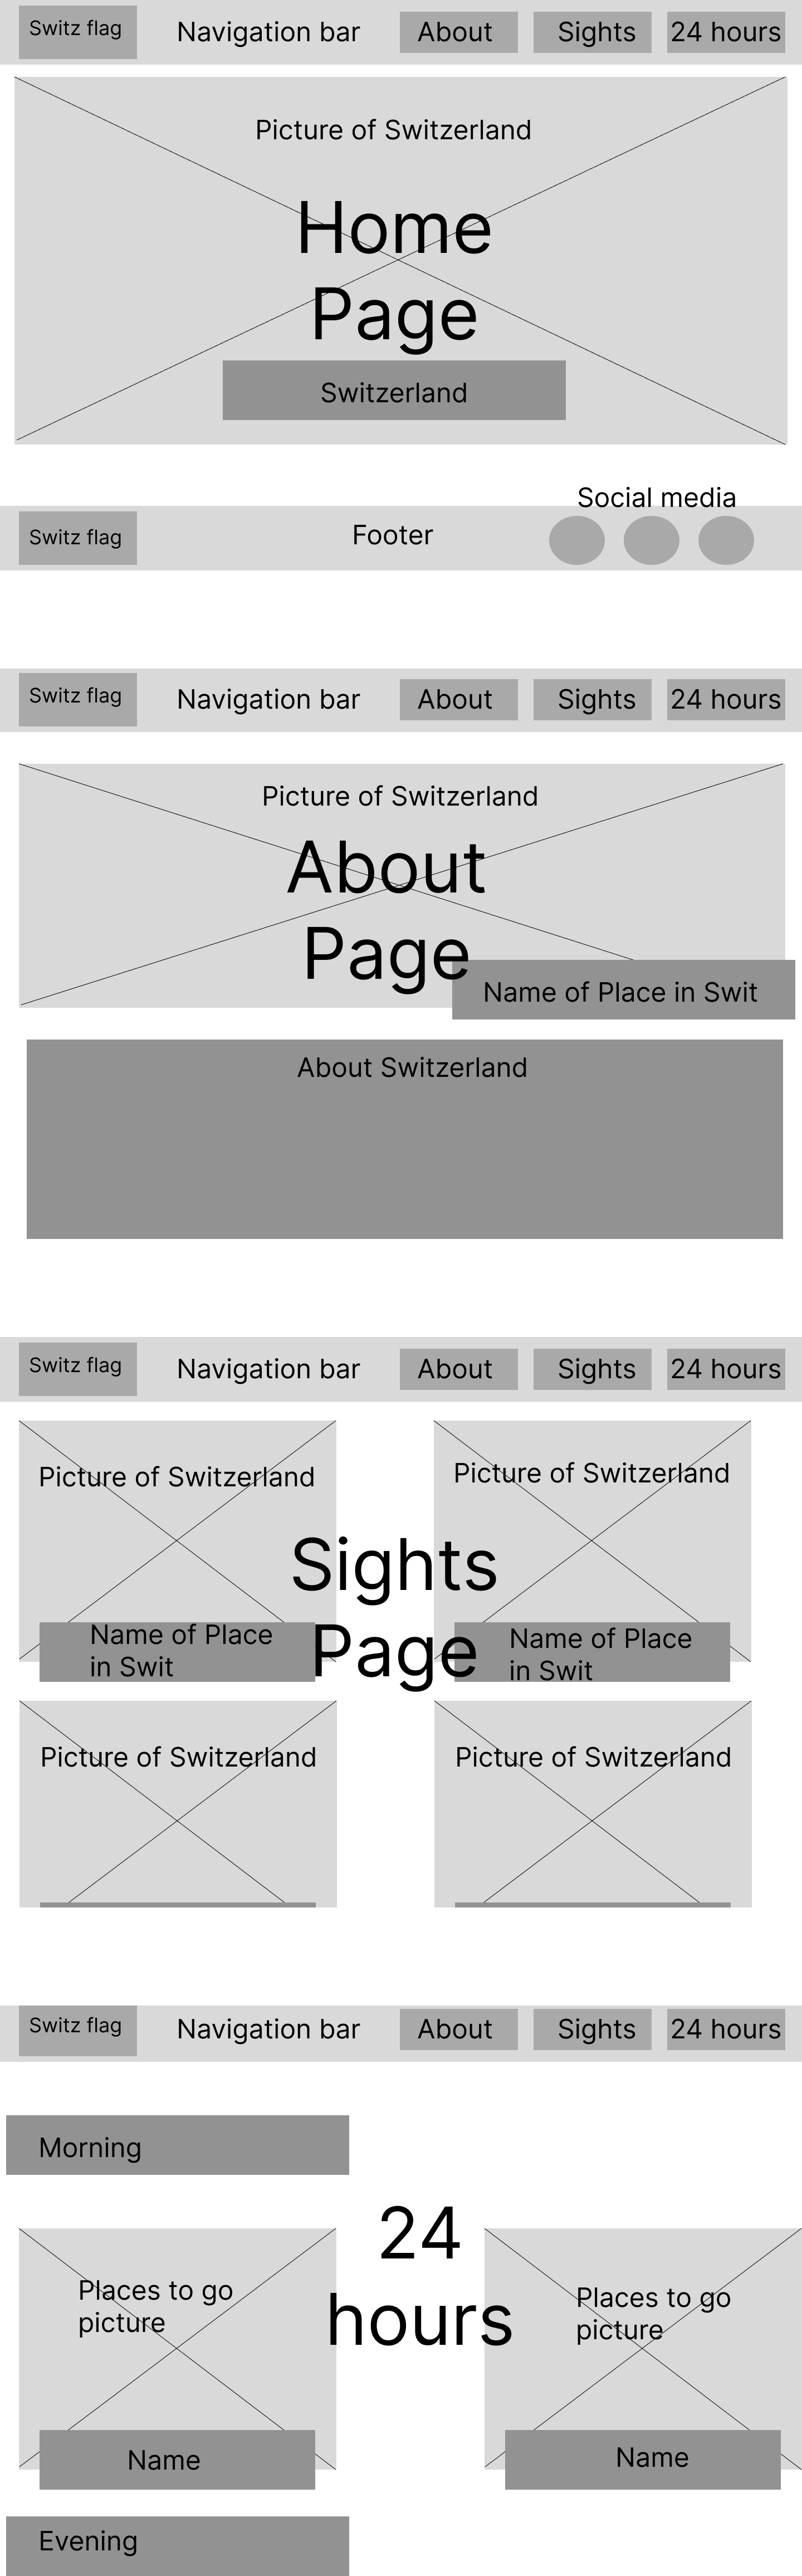 Switz flag
Navigation bar
About
Sights
24 hours
Picture of Switzerland
Home
Page
Switzerland
Social media
Switz flag
Footer
Switz flag
Navigation bar
About
Sights
24 hours
Picture of Switzerland
About
Page
Name of Place in Swit
About Switzerland
Switz flag
Navigation bar
About
Sights
24 hours
Picture of Switzerland
Picture of Switzerland
Sights
Page
Name of Place
in Swit
Name of Place
in Swit
Picture of Switzerland
Picture of Switzerland
Switz flag
Navigation bar
About
Sights
24 hours
Morning
24
hours
Places to go
picture
Places to go
picture
Name
Name
Evening